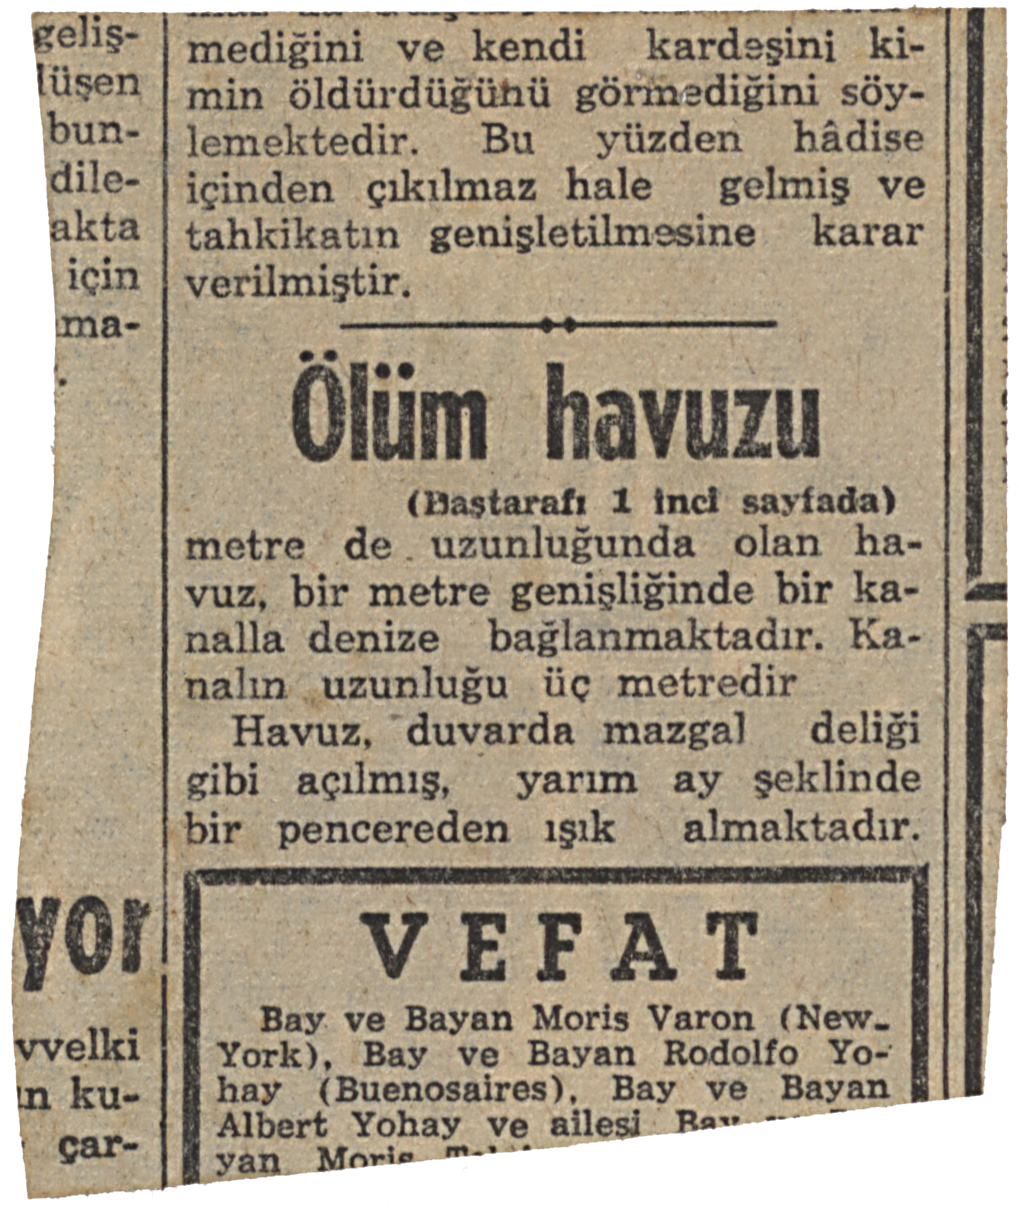 geliş-
üşen
bun-
dile-
akta
için
ma-
yor
vvelki
ku-
çar-
mediğini ve kendi kardeşini ki-
min öldürdüğünü görmediğini söy-
lemektedir. Bu yüzden hâdise
içinden çıkılmaz hale gelmiş ve
tahkikatın genişletilmesine karar
verilmiştir.
Ölüm havuzu
(Baştarafı 1 inci sayfada)
metre de uzunluğunda olan ha-
vuz, bir metre genişliğinde bir ka-
nalla denize bağlanmaktadır. Ka-
nalın uzunluğu üç metredir
Havuz, duvarda mazgal deliği
gibi açılmış, yarım ay şeklinde
bir pencereden ışık almaktadır.
VEFAT
Bay ve Bayan Moris Varon (New-
York), Bay ve Bayan Rodolfo Yo-
hay (Buenosaires), Bay ve Bayan
Albert Yohay ve ailesi Bay
yan Moris